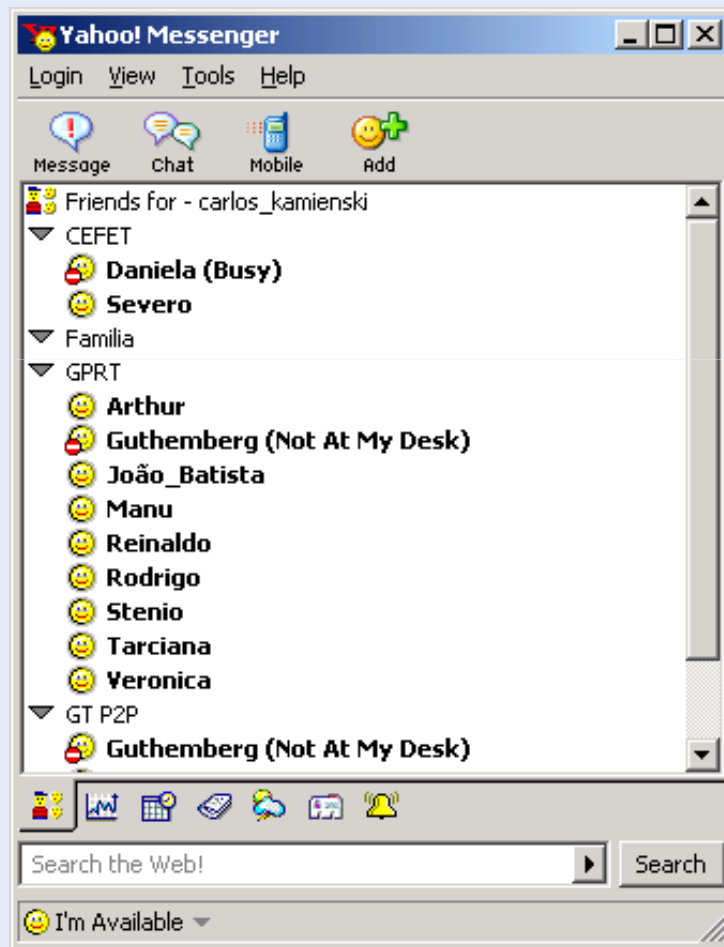 Yahoo! Messenger
Login View Tools Help
Message Chat Mobile Add
Friends for - carlos_kamienski
CEFET
Daniela (Busy)
Severo
Familia
GPRT
Arthur
Guthemberg (Not At My Desk)
João_Batista
Manu
Reinaldo
Rodrigo
Stenio
Tarciana
Veronica
GT P2P
Guthemberg (Not At My Desk)
Search the Web! Search
I'm Available